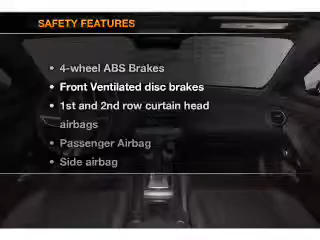 SAFETY FEATURES
• 4-wheel ABS Brakes
• Front Ventilated disc brakes
• 1st and 2nd row curtain head
airbags
• Passenger Airbag
• Side airbag